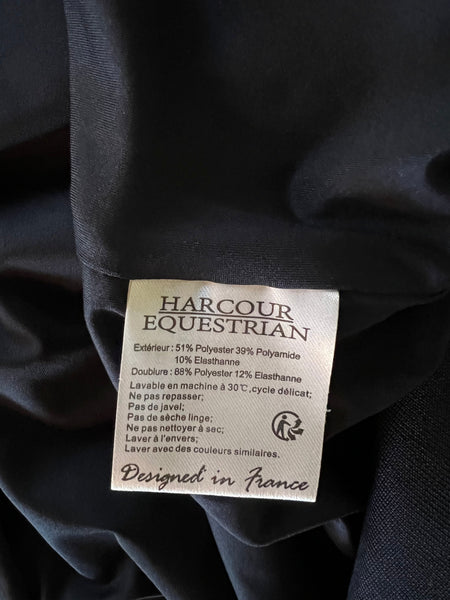 HARCOUR
EQUESTRIAN
Extérieur : 51% Polyester 39% Polyamide
10% Elasthanne
Doublure : 88% Polyester 12% Elasthanne
Lavable en machine à 30℃,cycle délicat;
Ne pas repasser;
Pas de javel;
Pas de sèche linge;
Ne pas nettoyer à sec;
Laver à l'envers;
Laver avec des couleurs similaires.
Designed in France